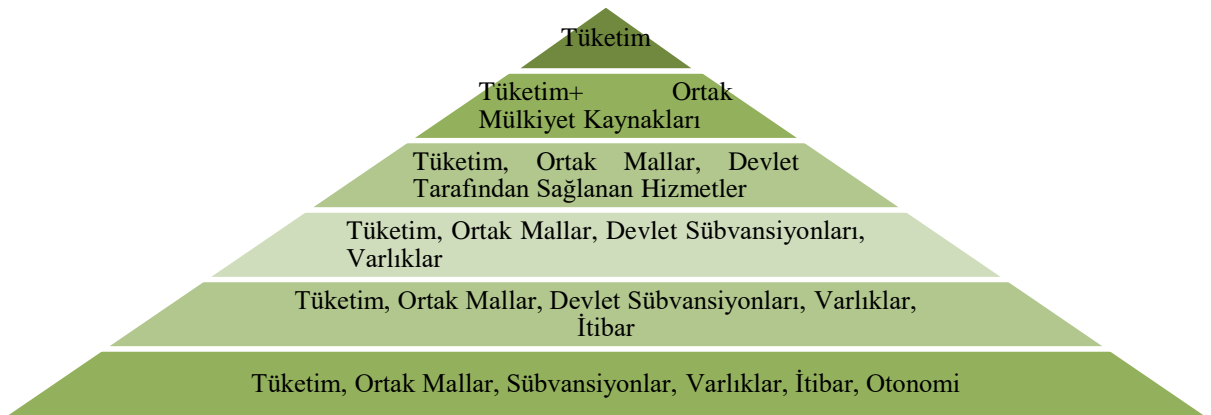 Tüketim
Tüketim+ Ortak
Mülkiyet Kaynakları
Tüketim, Ortak Mallar, Devlet
Tarafından Sağlanan Hizmetler
Tüketim, Ortak Mallar, Devlet Sübvansiyonları,
Varlıklar
Tüketim, Ortak Mallar, Devlet Sübvansiyonları, Varlıklar,
İtibar
Tüketim, Ortak Mallar, Sübvansiyonlar, Varlıklar, İtibar, Otonomi